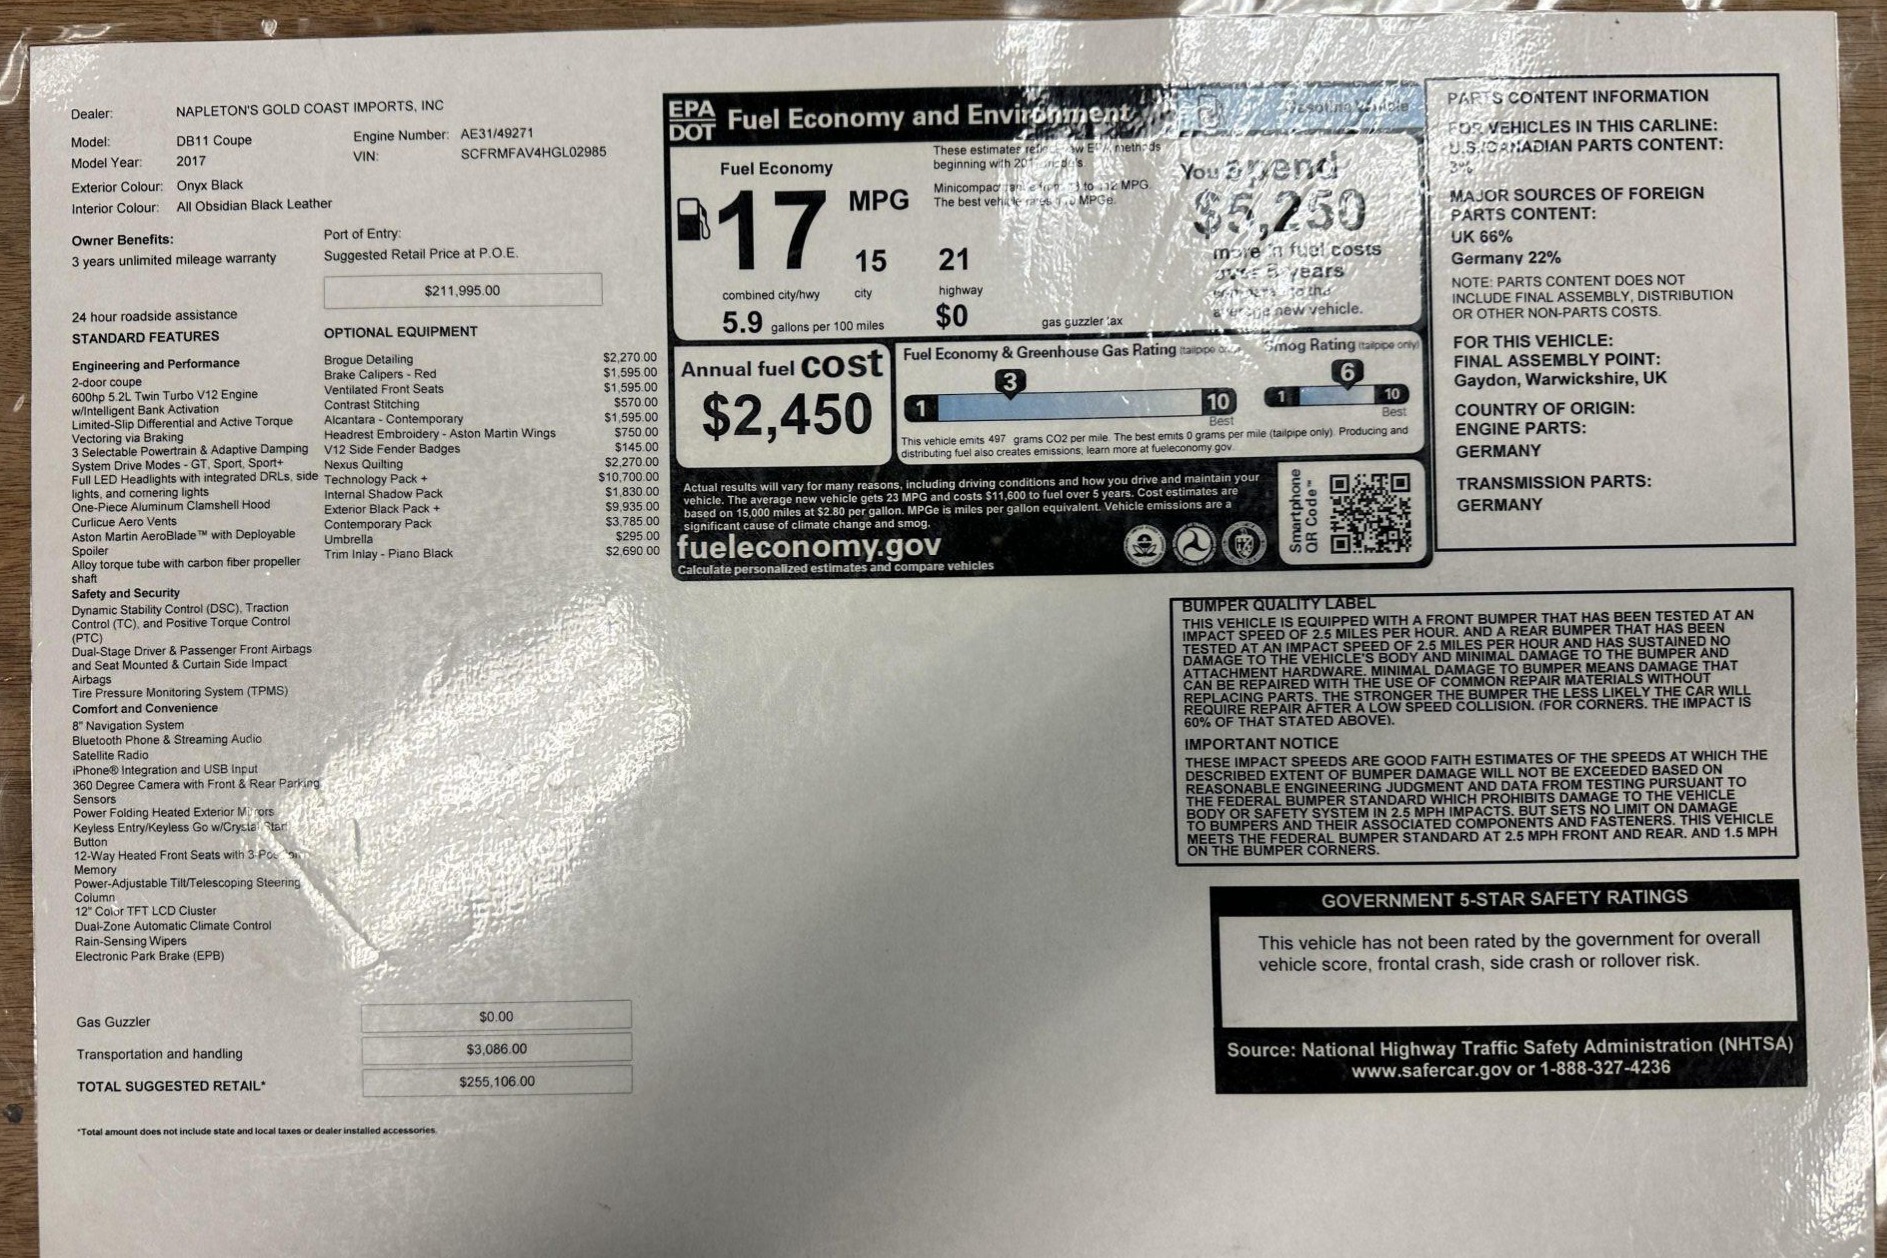 Dealer: NAPLETON'S GOLD COAST IMPORTS, INC
Model: DB11 Coupe Engine Number: AE31/49271
Model Year: 2017 VIN: SCFRMFAV4HGL02985
Exterior Colour: Onyx Black
Interior Colour: All Obsidian Black Leather
Owner Benefits:
3 years unlimited mileage warranty
24 hour roadside assistance
Port of Entry:
Suggested Retail Price at P.O.E.
$211,995.00
STANDARD FEATURES
Engineering and Performance
2-door coupe
600hp 5.2L Twin Turbo V12 Engine
w/Intelligent Bank Activation
Limited-Slip Differential and Active Torque
Vectoring via Braking
3 Selectable Powertrain & Adaptive Damping
System Drive Modes - GT, Sport, Sport+
Full LED Headlights with integrated DRLs, side
lights, and cornering lights
One-Piece Aluminum Clamshell Hood
Curlicue Aero Vents
Aston Martin AeroBlade™ with Deployable
Spoiler
Alloy torque tube with carbon fiber propeller
shaft
Safety and Security
Dynamic Stability Control (DSC), Traction
Control (TC), and Positive Torque Control
(PTC)
Dual-Stage Driver & Passenger Front Airbags
and Seat Mounted & Curtain Side Impact
Airbags
Tire Pressure Monitoring System (TPMS)
Comfort and Convenience
8" Navigation System
Bluetooth Phone & Streaming Audio
Satellite Radio
iPhone® Integration and USB Input
360 Degree Camera with Front & Rear Parking
Sensors
Power Folding Heated Exterior Mirrors
Keyless Entry/Keyless Go w/Crystal Start
Button
12-Way Heated Front Seats with 3-Position
Memory
Power-Adjustable Tilt/Telescoping Steering
Column
12" Color TFT LCD Cluster
Dual-Zone Automatic Climate Control
Rain-Sensing Wipers
Electronic Park Brake (EPB)
OPTIONAL EQUIPMENT
Brogue Detailing $2,270.00
Brake Calipers - Red $1,595.00
Ventilated Front Seats $1,595.00
Contrast Stitching $570.00
Alcantara - Contemporary $1,595.00
Headrest Embroidery - Aston Martin Wings $750.00
V12 Side Fender Badges $145.00
Nexus Quilting $2,270.00
Technology Pack + $10,700.00
Internal Shadow Pack $1,830.00
Exterior Black Pack + $9,935.00
Contemporary Pack $3,785.00
Umbrella $295.00
Trim Inlay - Piano Black $2,690.00
Gas Guzzler $0.00
Transportation and handling $3,086.00
TOTAL SUGGESTED RETAIL* $255,106.00
*Total amount does not include state and local taxes or dealer installed accessories.
EPA
DOT
Fuel Economy and Environment
Gasoline Vehicle
Fuel Economy
17 MPG
combined city/hwy
15
city
21
highway
5.9 gallons per 100 miles
$0 gas guzzler tax
These estimates reflect new EPA methods
beginning with 2017 models.
Minicompact range from to 112 MPG.
The best vehicle rates MPGe.
You spend
$5,250
more in fuel costs
over 5 years
compared to the
average new vehicle.
Annual fuel cost
$2,450
Fuel Economy & Greenhouse Gas Rating (tailpipe only)
3
1
10
Best
Smog Rating (tailpipe only)
6
1
10
Best
This vehicle emits 497 grams CO2 per mile. The best emits 0 grams per mile (tailpipe only). Producing and
distributing fuel also creates emissions, learn more at fueleconomy.gov
Actual results will vary for many reasons, including driving conditions and how you drive and maintain your
vehicle. The average new vehicle gets 23 MPG and costs $11,600 to fuel over 5 years. Cost estimates are
based on 15,000 miles at $2.80 per gallon. MPGe is miles per gallon equivalent. Vehicle emissions are a
significant cause of climate change and smog.
fueleconomy.gov
Calculate personalized estimates and compare vehicles
Smartphone
QR Code™
PARTS CONTENT INFORMATION
FOR VEHICLES IN THIS CARLINE:
U.S./CANADIAN PARTS CONTENT:
3%
MAJOR SOURCES OF FOREIGN
PARTS CONTENT:
UK 66%
Germany 22%
NOTE: PARTS CONTENT DOES NOT
INCLUDE FINAL ASSEMBLY, DISTRIBUTION
OR OTHER NON-PARTS COSTS.
FOR THIS VEHICLE:
FINAL ASSEMBLY POINT:
Gaydon, Warwickshire, UK
COUNTRY OF ORIGIN:
ENGINE PARTS:
GERMANY
TRANSMISSION PARTS:
GERMANY
BUMPER QUALITY LABEL
THIS VEHICLE IS EQUIPPED WITH A FRONT BUMPER THAT HAS BEEN TESTED AT AN
IMPACT SPEED OF 2.5 MILES PER HOUR. AND A REAR BUMPER THAT HAS BEEN
TESTED AT AN IMPACT SPEED OF 2.5 MILES PER HOUR AND HAS SUSTAINED NO
DAMAGE TO THE VEHICLE'S BODY AND MINIMAL DAMAGE TO THE BUMPER AND
ATTACHMENT HARDWARE. MINIMAL DAMAGE TO BUMPER MEANS DAMAGE THAT
CAN BE REPAIRED WITH THE USE OF COMMON REPAIR MATERIALS WITHOUT
REPLACING PARTS. THE STRONGER THE BUMPER THE LESS LIKELY THE CAR WILL
REQUIRE REPAIR AFTER A LOW SPEED COLLISION. (FOR CORNERS. THE IMPACT IS
60% OF THAT STATED ABOVE).
IMPORTANT NOTICE
THESE IMPACT SPEEDS ARE GOOD FAITH ESTIMATES OF THE SPEEDS AT WHICH THE
DESCRIBED EXTENT OF BUMPER DAMAGE WILL NOT BE EXCEEDED BASED ON
REASONABLE ENGINEERING JUDGMENT AND DATA FROM TESTING PURSUANT TO
THE FEDERAL BUMPER STANDARD WHICH PROHIBITS DAMAGE TO THE VEHICLE
BODY OR SAFETY SYSTEM IN 2.5 MPH IMPACTS. BUT SETS NO LIMIT ON DAMAGE
TO BUMPERS AND THEIR ASSOCIATED COMPONENTS AND FASTENERS. THIS VEHICLE
MEETS THE FEDERAL BUMPER STANDARD AT 2.5 MPH FRONT AND REAR. AND 1.5 MPH
ON THE BUMPER CORNERS.
GOVERNMENT 5-STAR SAFETY RATINGS
This vehicle has not been rated by the government for overall
vehicle score, frontal crash, side crash or rollover risk.
Source: National Highway Traffic Safety Administration (NHTSA)
www.safercar.gov or 1-888-327-4236